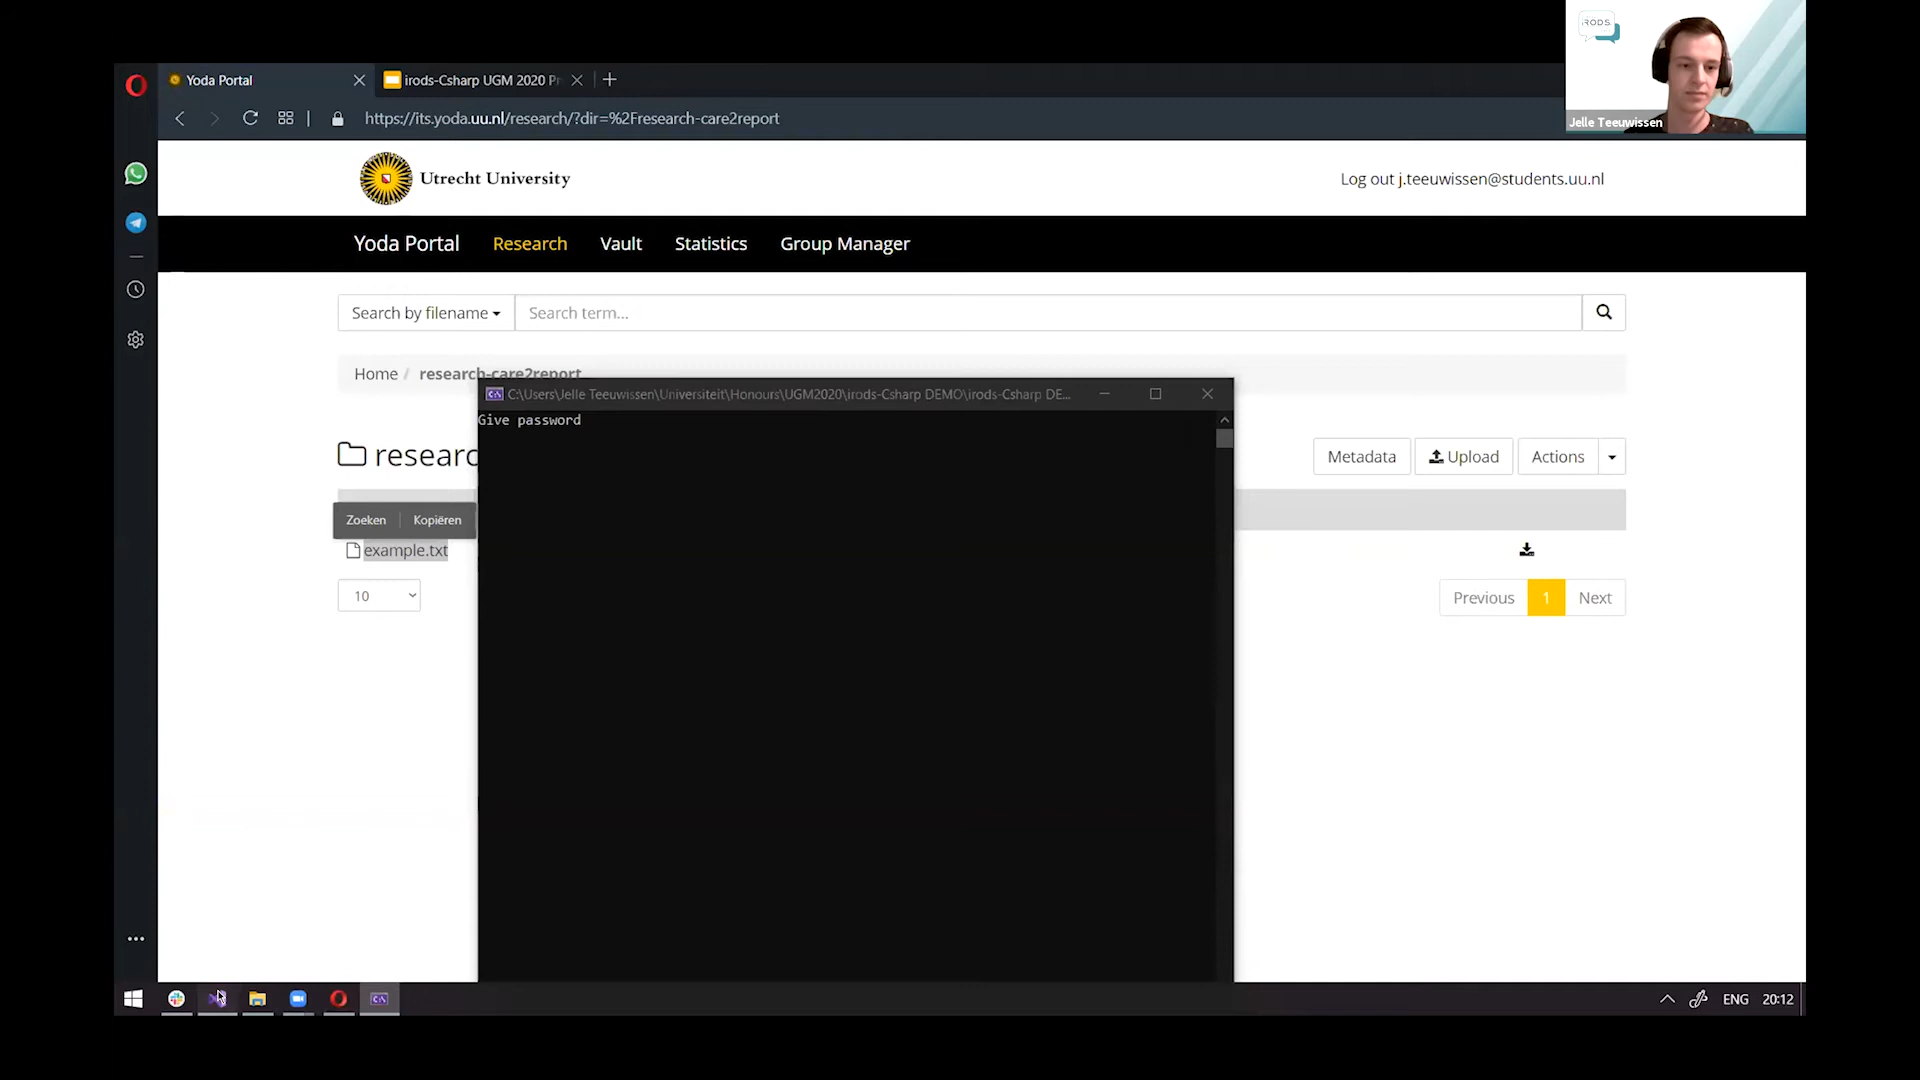 iRODS
Jelle Teeuwissen
Yoda Portal
irods-Csharp UGM 2020 Pr
https://its.yoda.uu.nl/research/?dir=%2Fresearch-care2report
Utrecht University
Log out j.teeuwissen@students.uu.nl
Yoda Portal Research Vault Statistics Group Manager
Search by filename Search term...
Home / research-care2report
C:\Users\Jelle Teeuwissen\Universiteit\Honours\UGM2020\irods-Csharp DEMO\irods-Csharp DE...
Give password
researc
Metadata Upload Actions
Zoeken Kopiëren
example.txt
10
Previous 1 Next
ENG 20:12